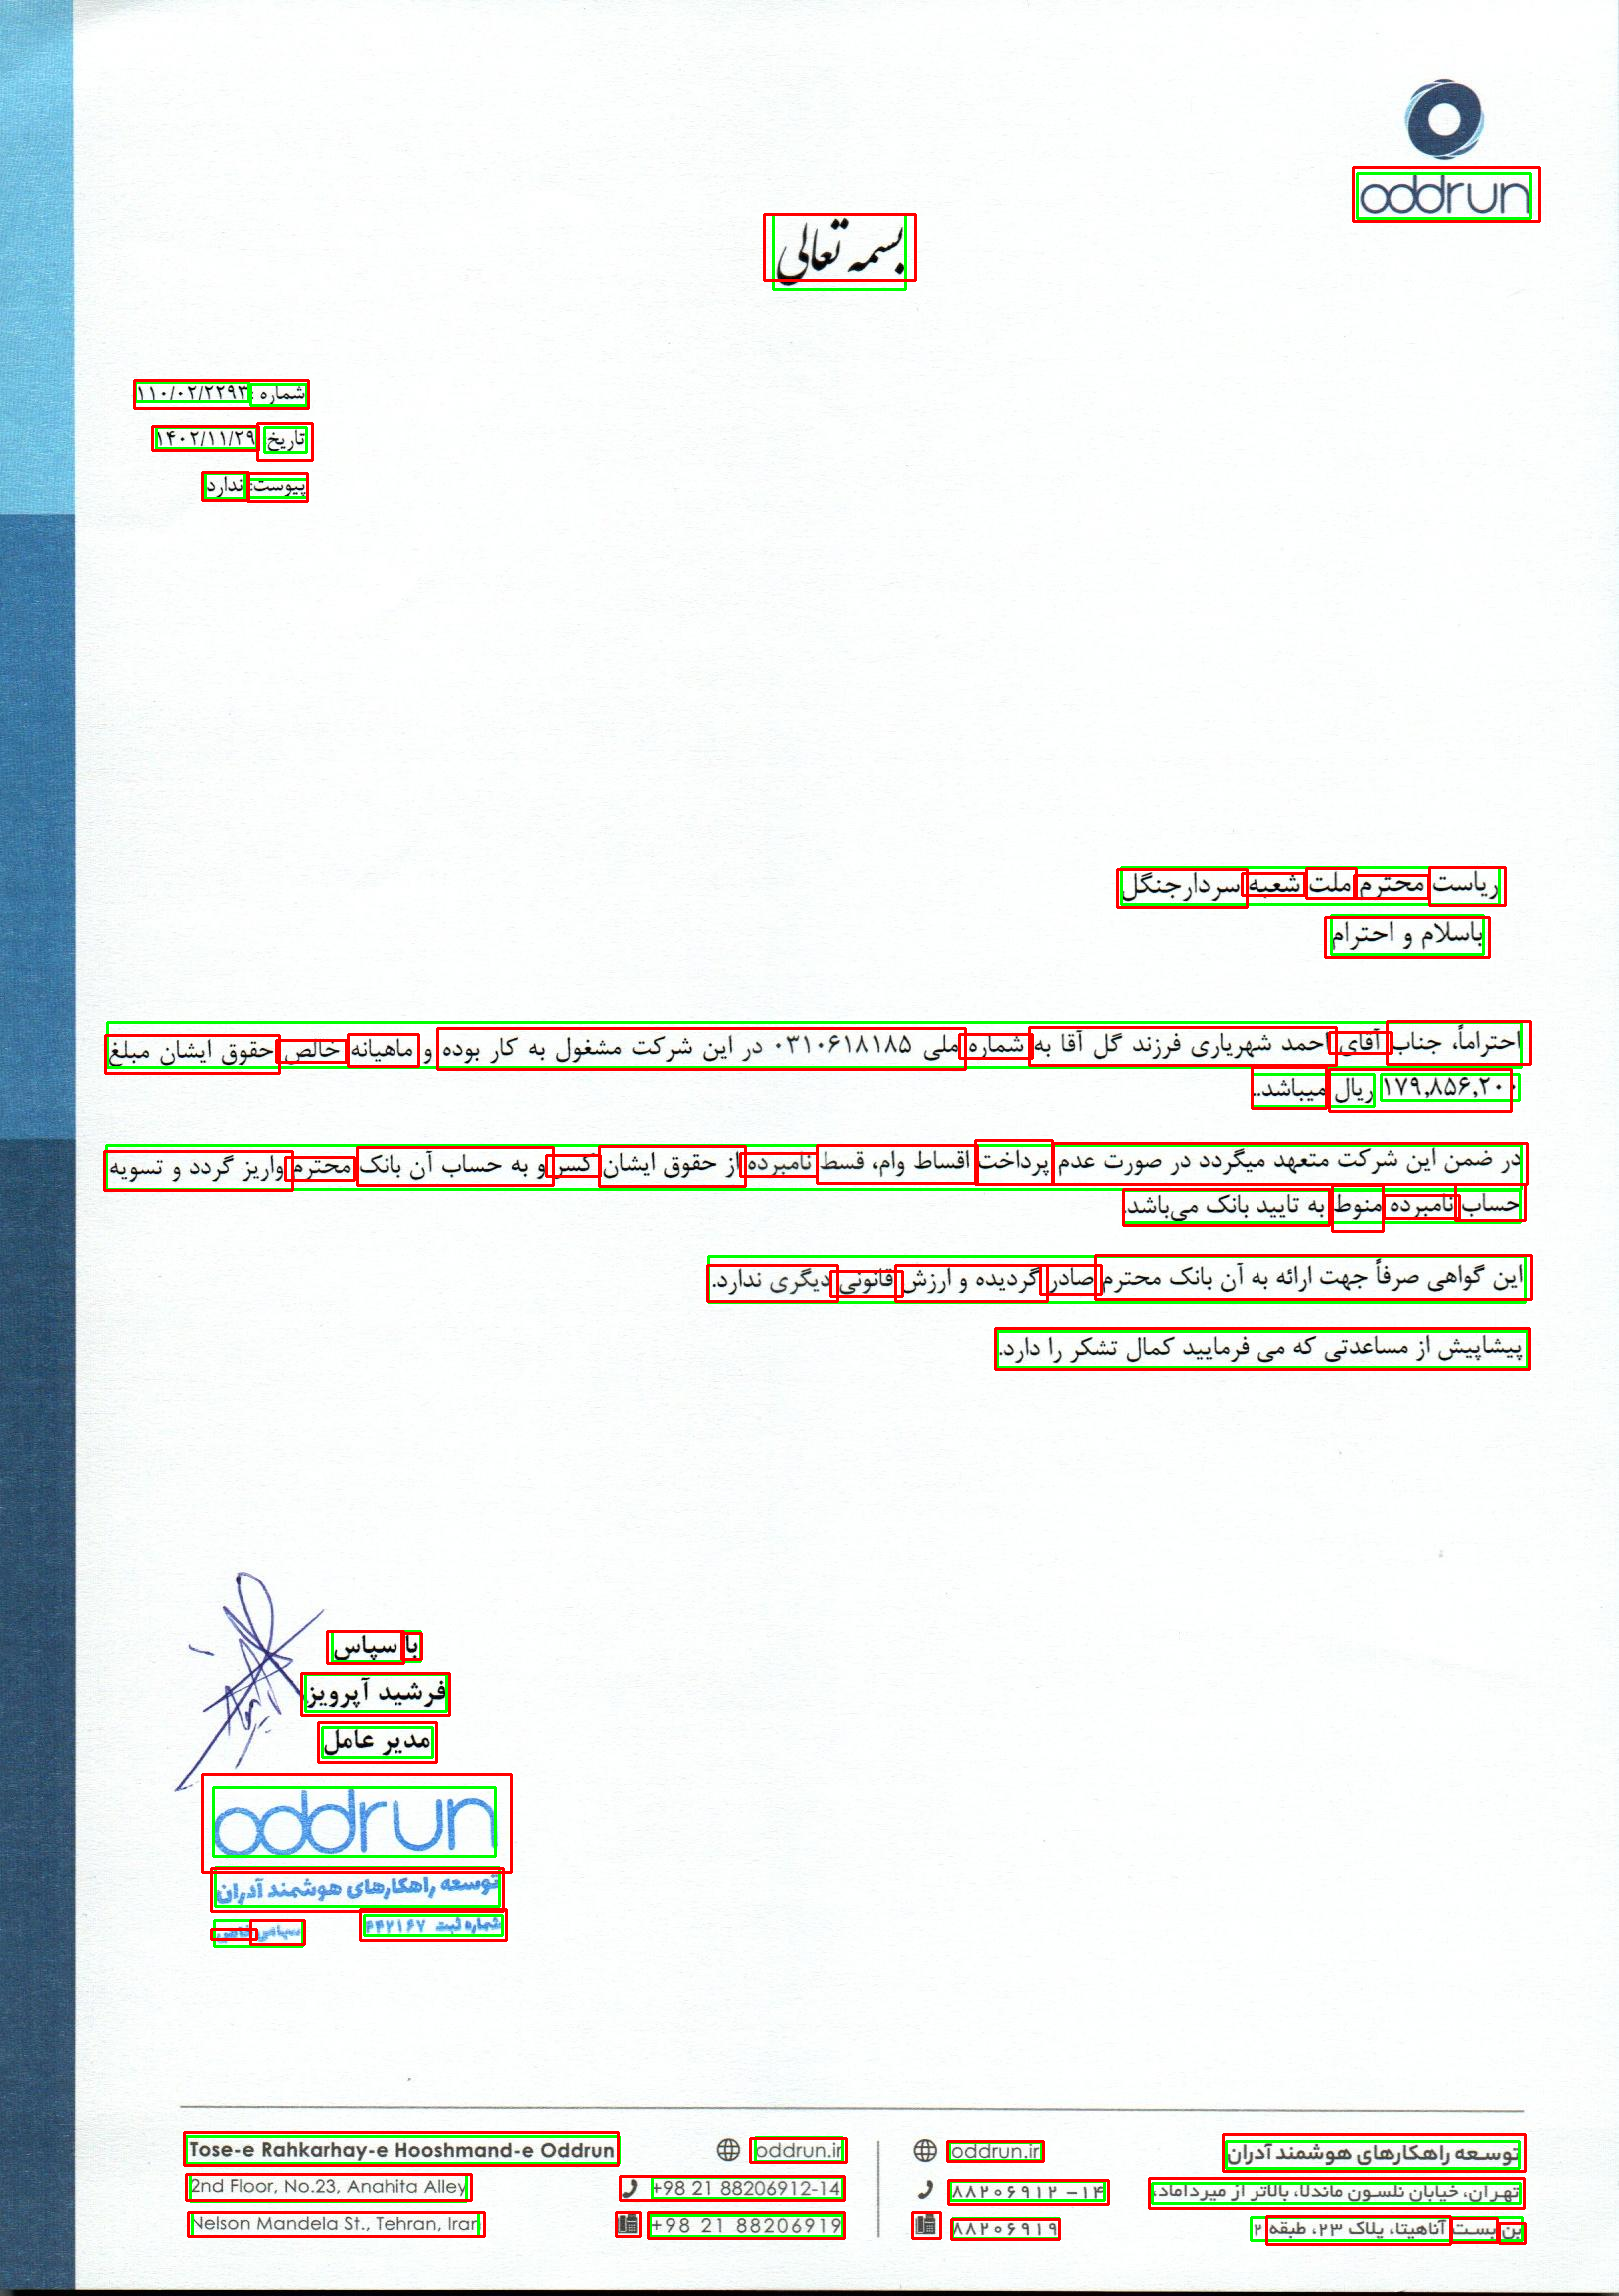 oddrun
بسمه تعالی
شماره : ۱۱۰/۰۲/۲۲۹۳
تاریخ: ۱۴۰۲/۱۱/۲۹
پیوست: ندارد
ریاست محترم ملت شعبه سردارجنگل
باسلام و احترام
احتراماً، جناب آقای احمد شهریاری فرزند گل آقا به شماره ملی ۰۳۱۰۶۱۸۱۸۵ در این شرکت مشغول به کار بوده و ماهیانه خالص حقوق ایشان مبلغ
۱۷۹,۸۵۶,۲۰۰ ریال میباشد..
در ضمن این شرکت متعهد میگردد در صورت عدم پرداخت اقساط وام، قسط نامبرده از حقوق ایشان کسر و به حساب آن بانک محترم واریز گردد و تسویه
حساب نامبرده منوط به تایید بانک می‌باشد.
این گواهی صرفاً جهت ارائه به آن بانک محترم صادر گردیده و ارزش قانونی دیگری ندارد.
پیشاپیش از مساعدتی که می فرمایید کمال تشکر را دارد.
با سپاس
فرشید آپرویز
مدیر عامل
oddrun
توسعه راهکارهای هوشمند آدران
شماره ثبت ۴۴۲۱۶۷
سهامی خاص
توسعه راهکارهای هوشمند آدران
تهران، خیابان نلسون ماندلا، بالاتر از میرداماد،
بن بست آناهیتا، پلاک ۲۳، طبقه ۲
oddrun.ir
۸۸۲۰۶۹۱۲ –۱۴
۸۸۲۰۶۹۱۹
Tose-e Rahkarhay-e Hooshmand-e Oddrun
2nd Floor, No.23, Anahita Alley
Nelson Mandela St., Tehran, Iran
oddrun.ir
+98 21 88206912-14
+98 21 88206919